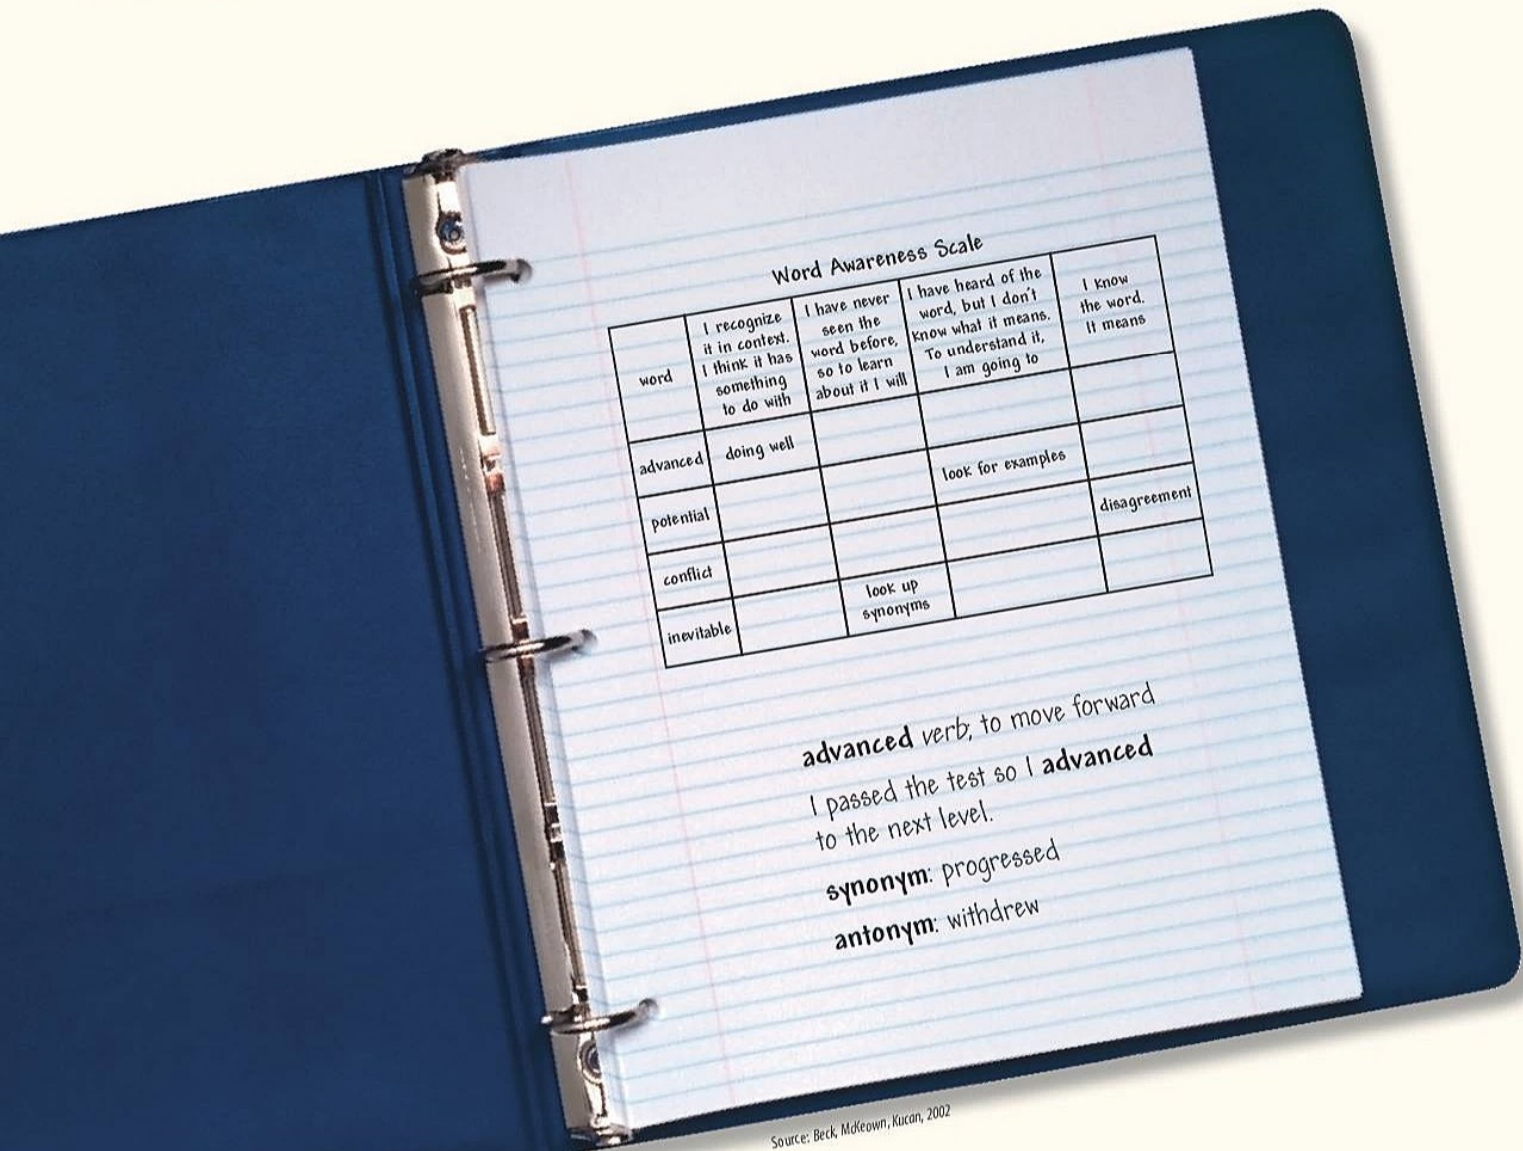 Word Awareness Scale
word
I recognize
it in context.
I think it has
something
to do with
I have never
seen the
word before,
so to learn
about it I will
I have heard of the
word, but I don't
know what it means.
To understand it,
I am going to
I know
the word.
It means
advanced
doing well
potential
look for examples
conflict
disagreement
inevitable
look up
synonyms
advanced verb; to move forward
I passed the test so I advanced
to the next level.
synonym: progressed
antonym: withdrew
Source: Beck, McKeown, Kucan, 2002